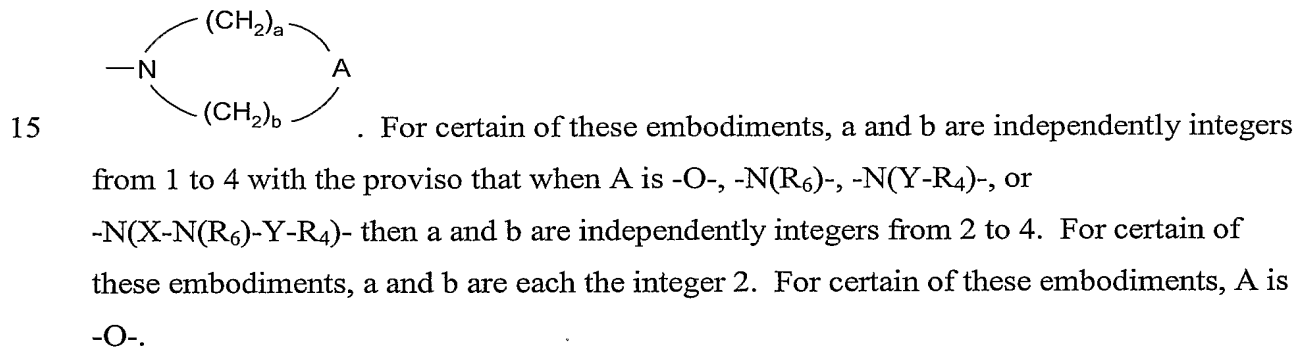 (CH2)a
—N A
(CH2)b
15 . For certain of these embodiments, a and b are independently integers
from 1 to 4 with the proviso that when A is -O-, -N(R6)-, -N(Y-R4)-, or
-N(X-N(R6)-Y-R4)- then a and b are independently integers from 2 to 4. For certain of
these embodiments, a and b are each the integer 2. For certain of these embodiments, A is
-O-.